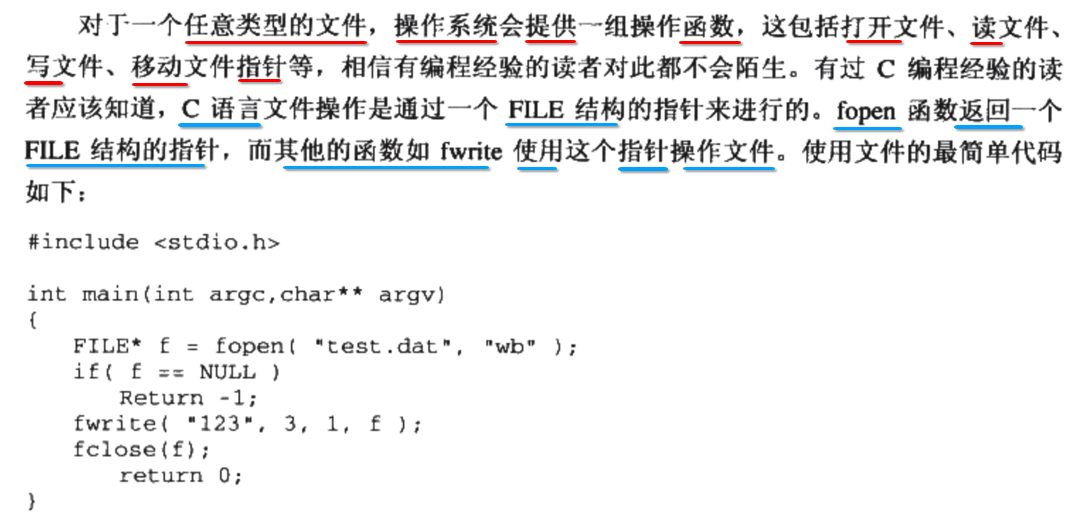 对于一个任意类型的文件，操作系统会提供一组操作函数，这包括打开文件、读文件、
写文件、移动文件指针等，相信有编程经验的读者对此都不会陌生。有过 C 编程经验的读
者应该知道，C 语言文件操作是通过一个 FILE 结构的指针来进行的。fopen 函数返回一个
FILE 结构的指针，而其他的函数如 fwrite 使用这个指针操作文件。使用文件的最简单代码
如下：
#include <stdio.h>
int main(int argc,char** argv)
{
FILE* f = fopen( "test.dat", "wb" );
if( f == NULL )
Return -1;
fwrite( "123", 3, 1, f );
fclose(f);
return 0;
}